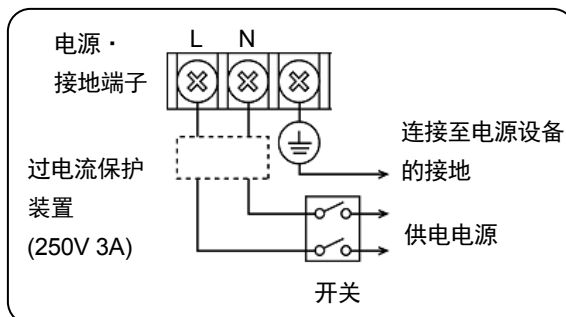 电源·
接地端子
L N
连接至电源设备
的接地
过电流保护
装置
(250V 3A)
供电电源
开关